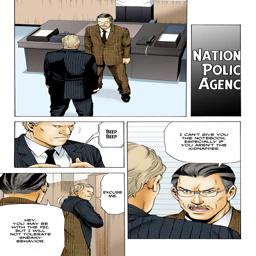 NATION
POLIC
AGENC
BEEP
BEEP
I CAN'T GIVE YOU
THE NOTEBOOK,
ESPECIALLY IF
YOU AREN'T THE
KIDNAPPER.
EXCUSE
ME.
HEY.
YOU MAY BE
WITH THE FBI,
BUT I WILL
NOT TOLERATE
SNEAKY
BEHAVIOR.